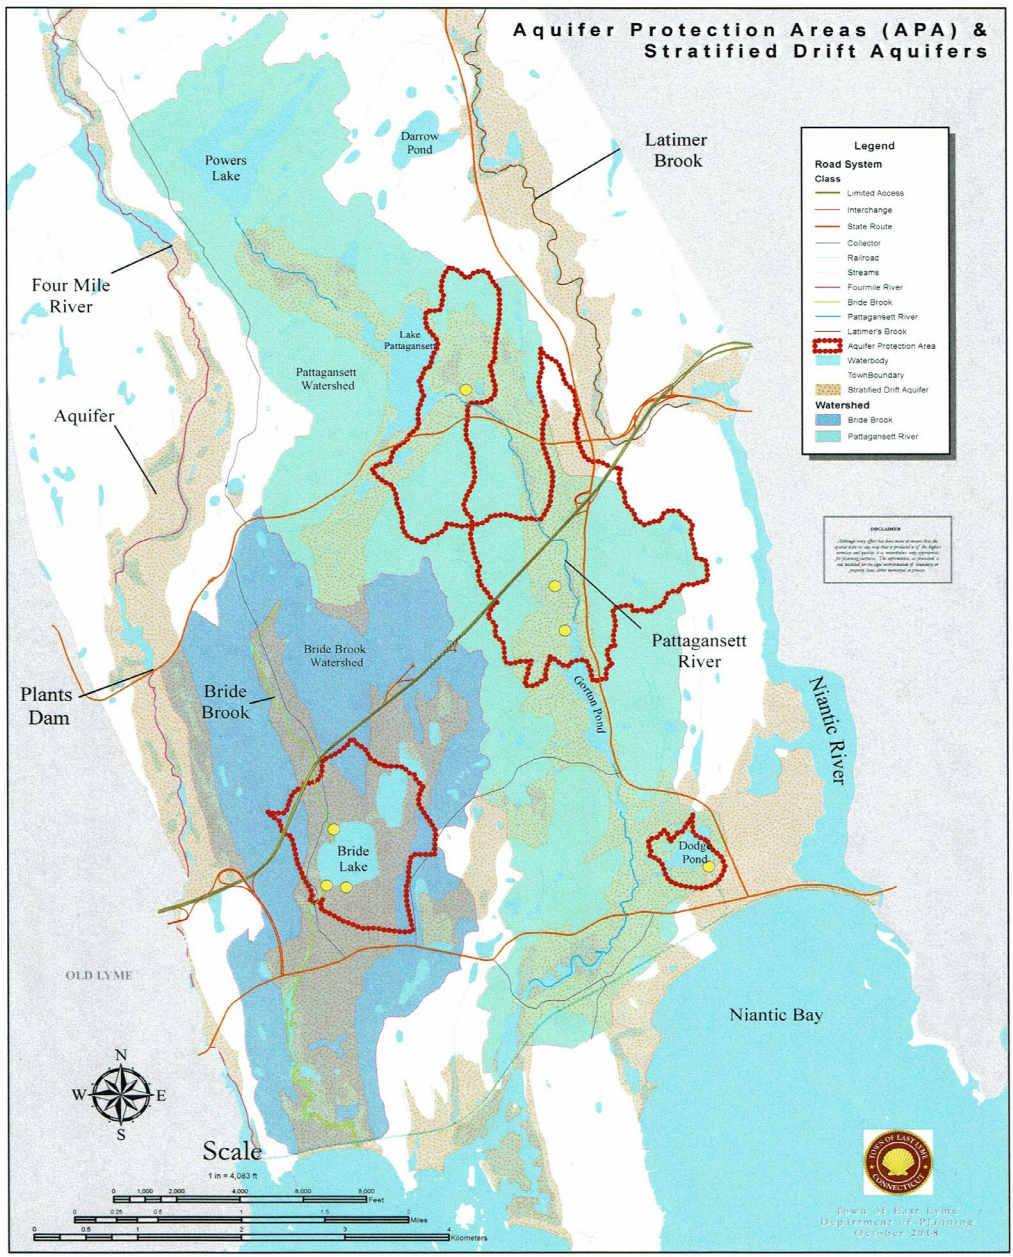 Aquifer Protection Areas (APA) &
Stratified Drift Aquifers
Latimer
Brook
Darrow
Pond
Powers
Lake
Four Mile
River
Lake
Pattagansett
Pattagansett
Watershed
Aquifer
Legend
Road System
Class
Limited Access
Interchange
State Route
Collector
Railroad
Streams
Fourmile River
Bride Brook
Pattagansett River
Latimer's Brook
Aquifer Protection Area
Waterbody
TownBoundary
Stratified Drift Aquifer
Watershed
Bride Brook
Pattagansett River
DISCLAIMER
Bride Brook
Watershed
Pattagansett
River
Plants
Dam
Bride
Brook
Gorton Pond
Niantic River
Bride
Lake
Dodge
Pond
OLD LYME
Niantic Bay
N
W
E
S
Scale
1 in = 4,083 ft
0 1,000 2,000 4,000 6,000 8,000
Feet
0 0.25 0.5 1 1.5 2
Miles
0 0.5 1 2 3 4
Kilometers
TOWN OF EAST LYME
CONNECTICUT
Town of East Lyme
Department of Planning
October 2018